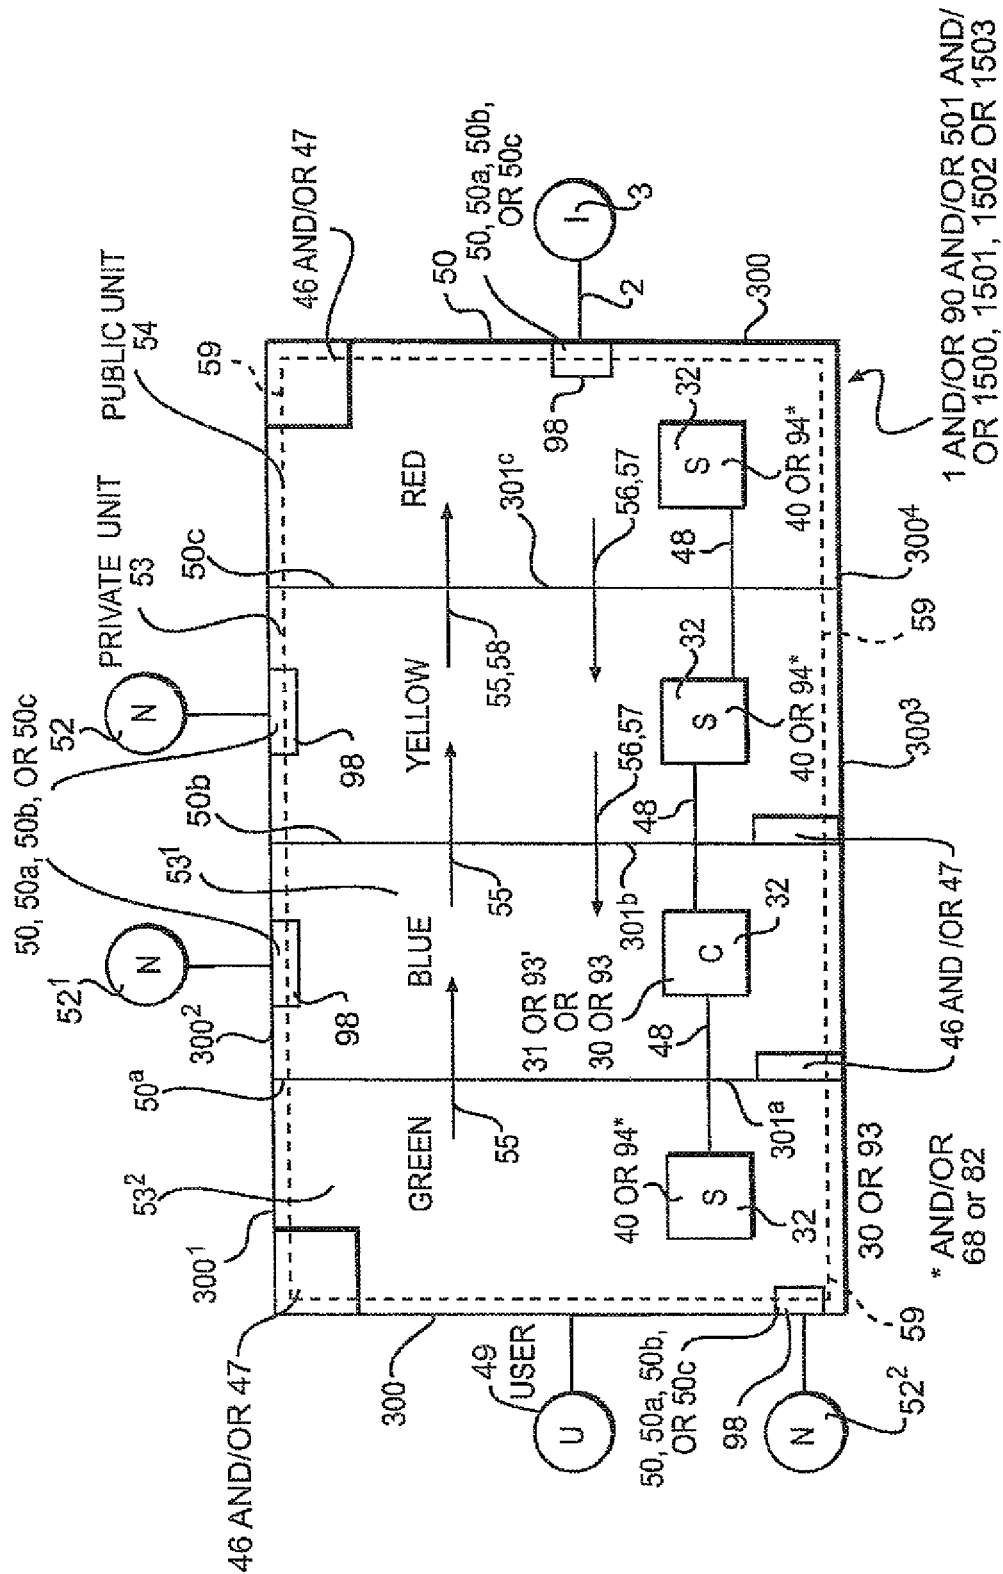 46 AND/OR 47
300¹
53²
50ᵃ
300²
52¹
N
50, 50a, 50b, OR 50c
52
N
PRIVATE UNIT
53
PUBLIC UNIT
54
59
46 AND/OR 47
98
53¹
50b
98
50c
50
50, 50a, 50b,
OR 50c
GREEN
BLUE
YELLOW
RED
55
55
55,58
301ᶜ
98
I
3
2
300
49
USER
U
300
56,57
56,57
31 OR 93'
OR
30 OR 93
301ᵇ
40 OR 94*
S
32
48
C
32
48
S
32
40 OR 94*
48
S
32
40 OR 94*
50, 50a, 50b,
OR 50c
98
N
52²
59
30 OR 93
301ᵃ
46 AND/OR 47
300³
59
300⁴
* AND/OR
68 or 82
1 AND/OR 90 AND/OR 501 AND/
OR 1500, 1501, 1502 OR 1503